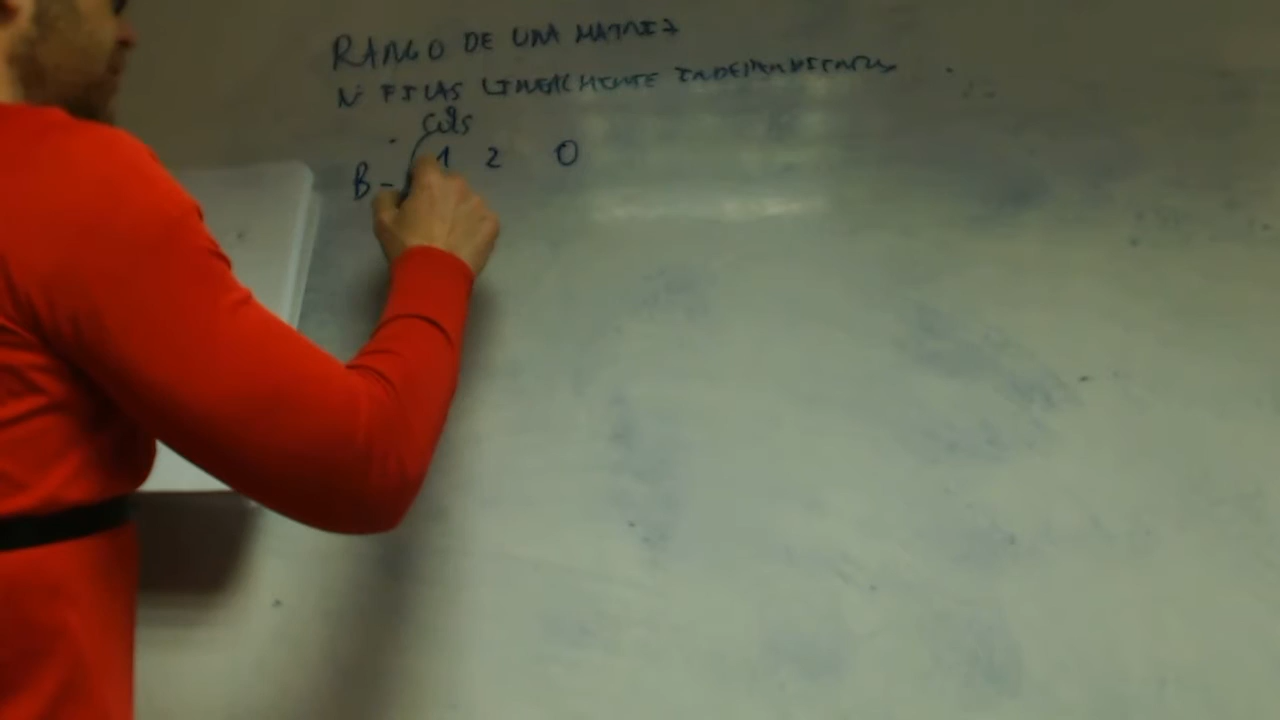 RANGO DE UNA MATRIZ
Nº FILAS LINEALMENTE INDEPENDIENTES
COLS
B = ( 1 2 0